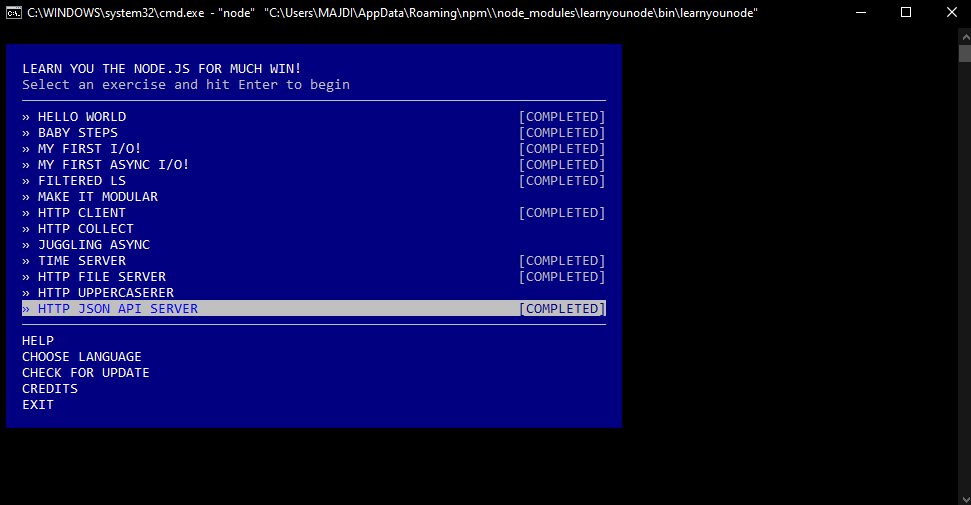 C:\WINDOWS\system32\cmd.exe - "node" "C:\Users\MAJDI\AppData\Roaming\npm\\node_modules\learnyounode\bin\learnyounode"
LEARN YOU THE NODE.JS FOR MUCH WIN!
Select an exercise and hit Enter to begin
» HELLO WORLD [COMPLETED]
» BABY STEPS [COMPLETED]
» MY FIRST I/O! [COMPLETED]
» MY FIRST ASYNC I/O! [COMPLETED]
» FILTERED LS [COMPLETED]
» MAKE IT MODULAR
» HTTP CLIENT [COMPLETED]
» HTTP COLLECT
» JUGGLING ASYNC
» TIME SERVER [COMPLETED]
» HTTP FILE SERVER [COMPLETED]
» HTTP UPPERCASERER
» HTTP JSON API SERVER [COMPLETED]
HELP
CHOOSE LANGUAGE
CHECK FOR UPDATE
CREDITS
EXIT